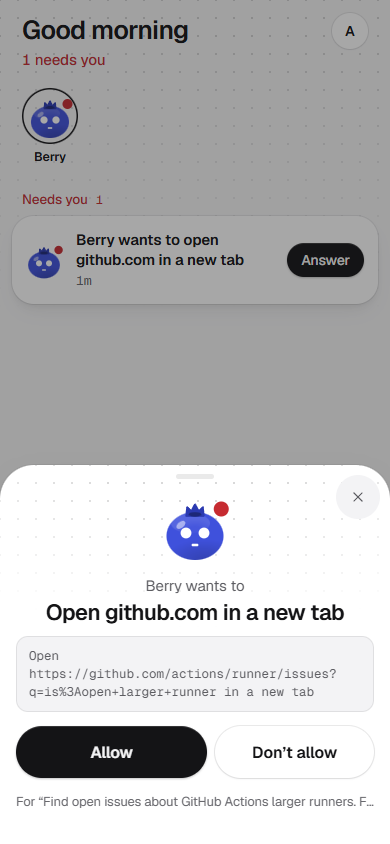 Good morning
A
1 needs you
Berry
Needs you 1
Berry wants to open
github.com in a new tab
1m
Answer
Berry wants to
Open github.com in a new tab
Open
https://github.com/actions/runner/issues?
q=is%3Aopen+larger+runner in a new tab
Allow
Don’t allow
For “Find open issues about GitHub Actions larger runners. F…